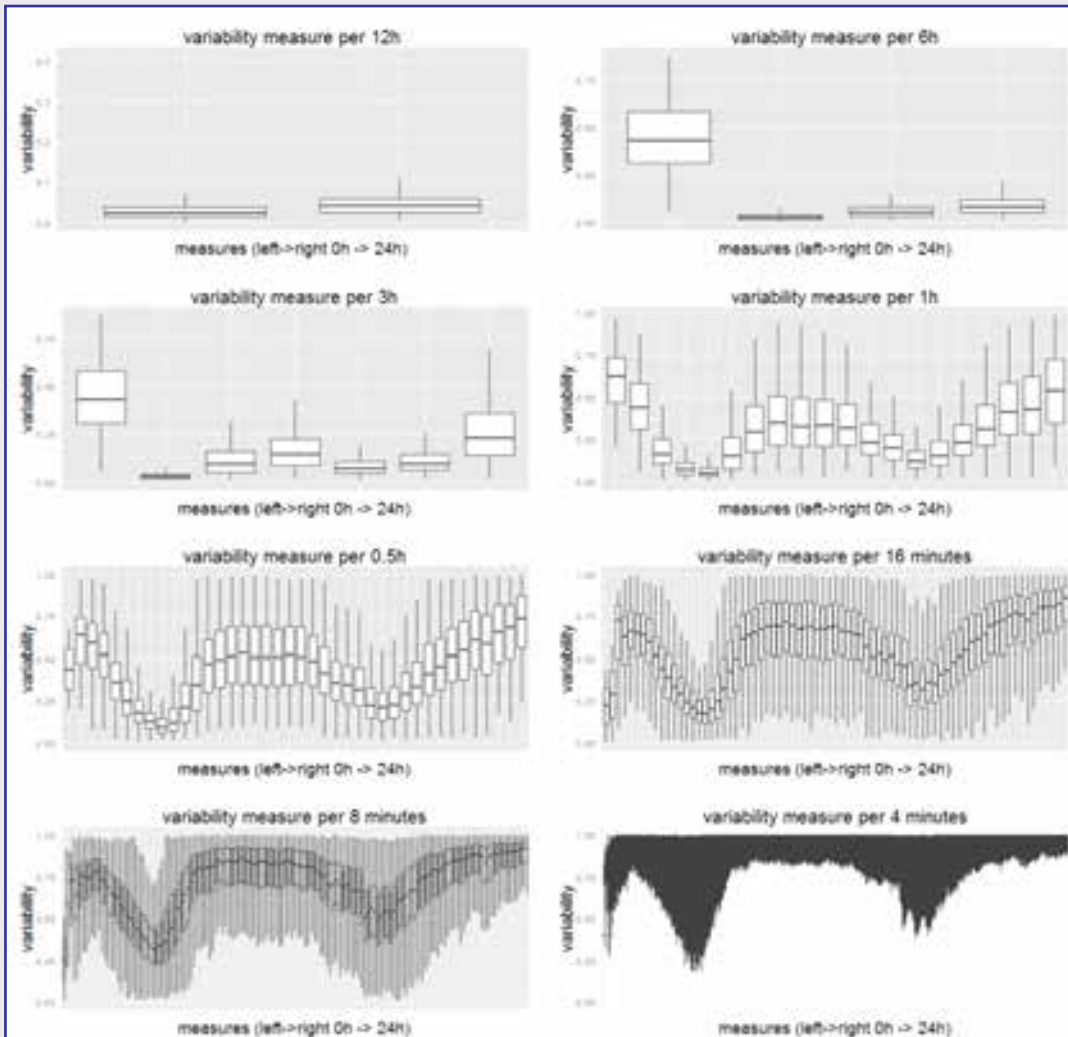 variability measure per 12h
variability
measures (left->right 0h -> 24h)
variability measure per 6h
variability
measures (left->right 0h -> 24h)
variability measure per 3h
variability
measures (left->right 0h -> 24h)
variability measure per 1h
variability
measures (left->right 0h -> 24h)
variability measure per 0.5h
variability
measures (left->right 0h -> 24h)
variability measure per 16 minutes
variability
measures (left->right 0h -> 24h)
variability measure per 8 minutes
variability
measures (left->right 0h -> 24h)
variability measure per 4 minutes
variability
measures (left->right 0h -> 24h)